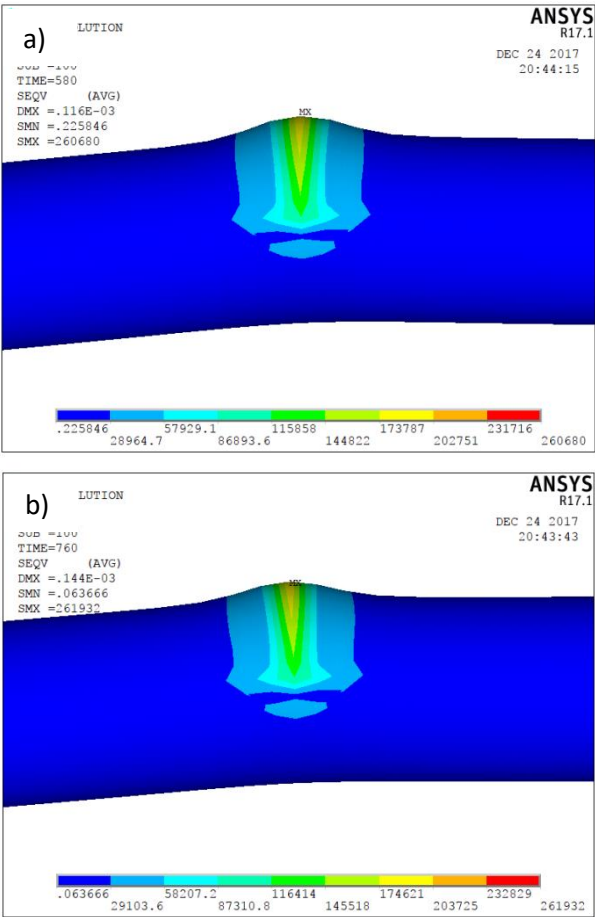 a)
LUTION
ANSYS
R17.1
DEC 24 2017
20:44:15
TIME=580
SEQV (AVG)
DMX =.116E-03
SMN =.225846
SMX =260680
MX
.225846 57929.1 115858 173787 231716
28964.7 86893.6 144822 202751 260680
b)
LUTION
ANSYS
R17.1
DEC 24 2017
20:43:43
TIME=760
SEQV (AVG)
DMX =.144E-03
SMN =.063666
SMX =261932
MX
.063666 58207.2 116414 174621 232829
29103.6 87310.8 145518 203725 261932